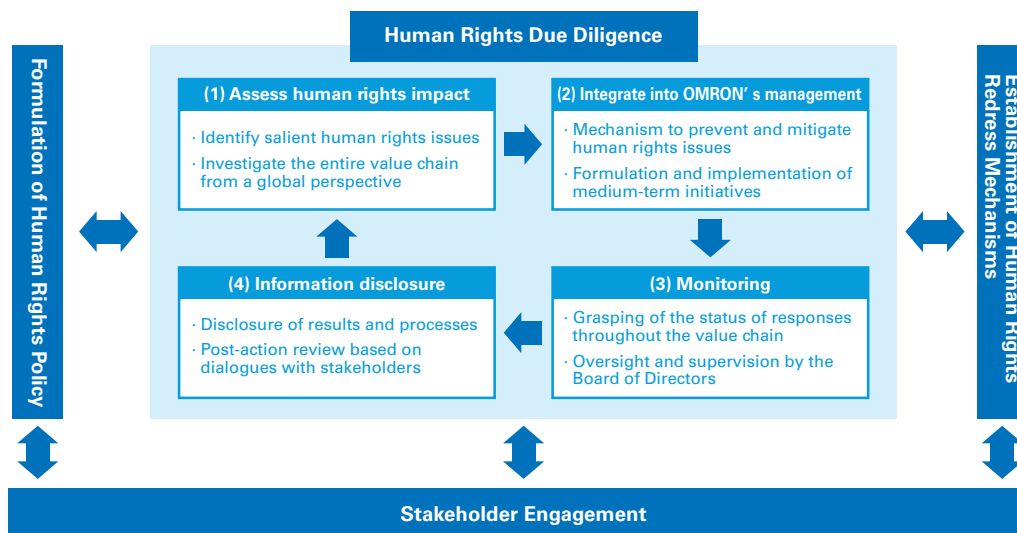 Human Rights Due Diligence
Formulation of Human Rights Policy
(1) Assess human rights impact
· Identify salient human rights issues
· Investigate the entire value chain
from a global perspective
(2) Integrate into OMRON’ s management
· Mechanism to prevent and mitigate
human rights issues
· Formulation and implementation of
medium-term initiatives
(4) Information disclosure
· Disclosure of results and processes
· Post-action review based on
dialogues with stakeholders
(3) Monitoring
· Grasping of the status of responses
throughout the value chain
· Oversight and supervision by the
Board of Directors
Establishment of Human Rights
Redress Mechanisms
Stakeholder Engagement